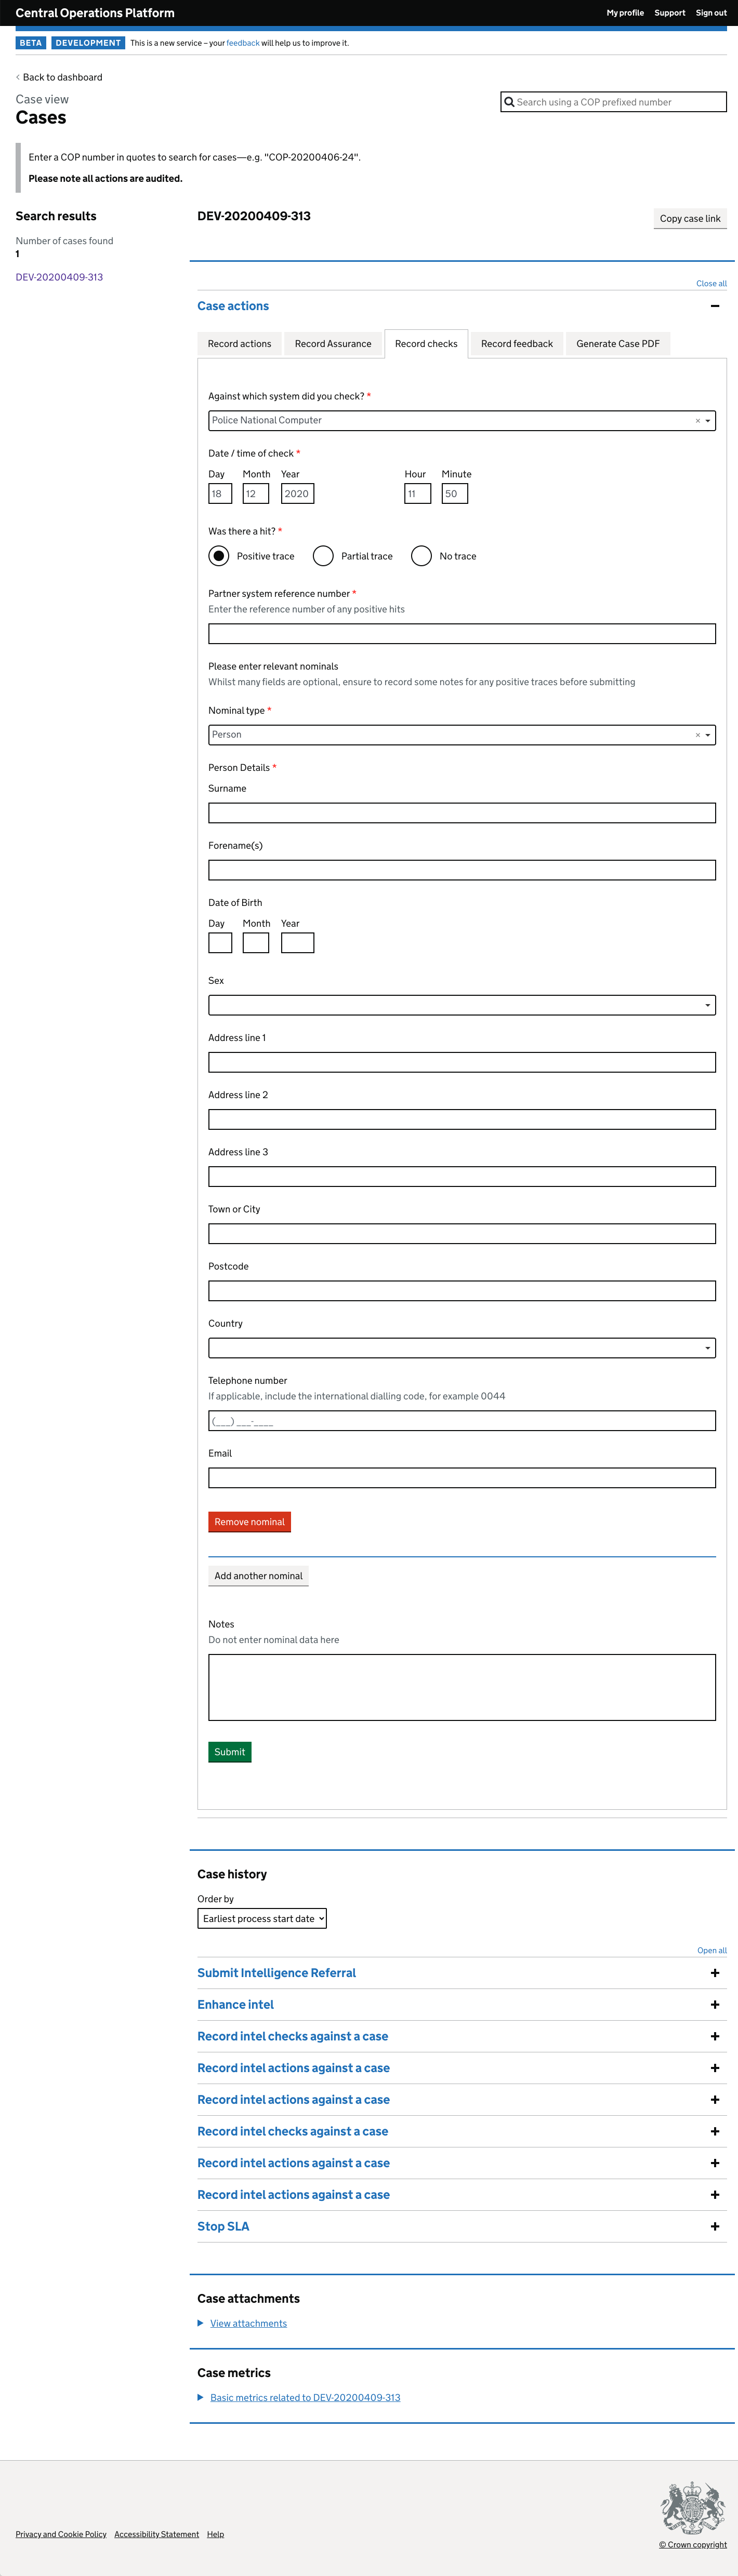 Central Operations Platform
My profile Support Sign out
BETA DEVELOPMENT This is a new service – your feedback will help us to improve it.
Back to dashboard
Case view
Cases
Search using a COP prefixed number
Enter a COP number in quotes to search for cases—e.g. "COP-20200406-24".
Please note all actions are audited.
Search results
Number of cases found
1
DEV-20200409-313
DEV-20200409-313
Copy case link
Close all
Case actions
Record actions Record Assurance Record checks Record feedback Generate Case PDF
Against which system did you check? *
Police National Computer ×
Date / time of check *
Day Month Year Hour Minute
18 12 2020 11 50
Was there a hit? *
Positive trace Partial trace No trace
Partner system reference number *
Enter the reference number of any positive hits
Please enter relevant nominals
Whilst many fields are optional, ensure to record some notes for any positive traces before submitting
Nominal type *
Person ×
Person Details *
Surname
Forename(s)
Date of Birth
Day Month Year
Sex
Address line 1
Address line 2
Address line 3
Town or City
Postcode
Country
Telephone number
If applicable, include the international dialling code, for example 0044
(___) ___-____
Email
Remove nominal
Add another nominal
Notes
Do not enter nominal data here
Submit
Case history
Order by
Earliest process start date
Open all
Submit Intelligence Referral
Enhance intel
Record intel checks against a case
Record intel actions against a case
Record intel actions against a case
Record intel checks against a case
Record intel actions against a case
Record intel actions against a case
Stop SLA
Case attachments
View attachments
Case metrics
Basic metrics related to DEV-20200409-313
Privacy and Cookie Policy Accessibility Statement Help
© Crown copyright